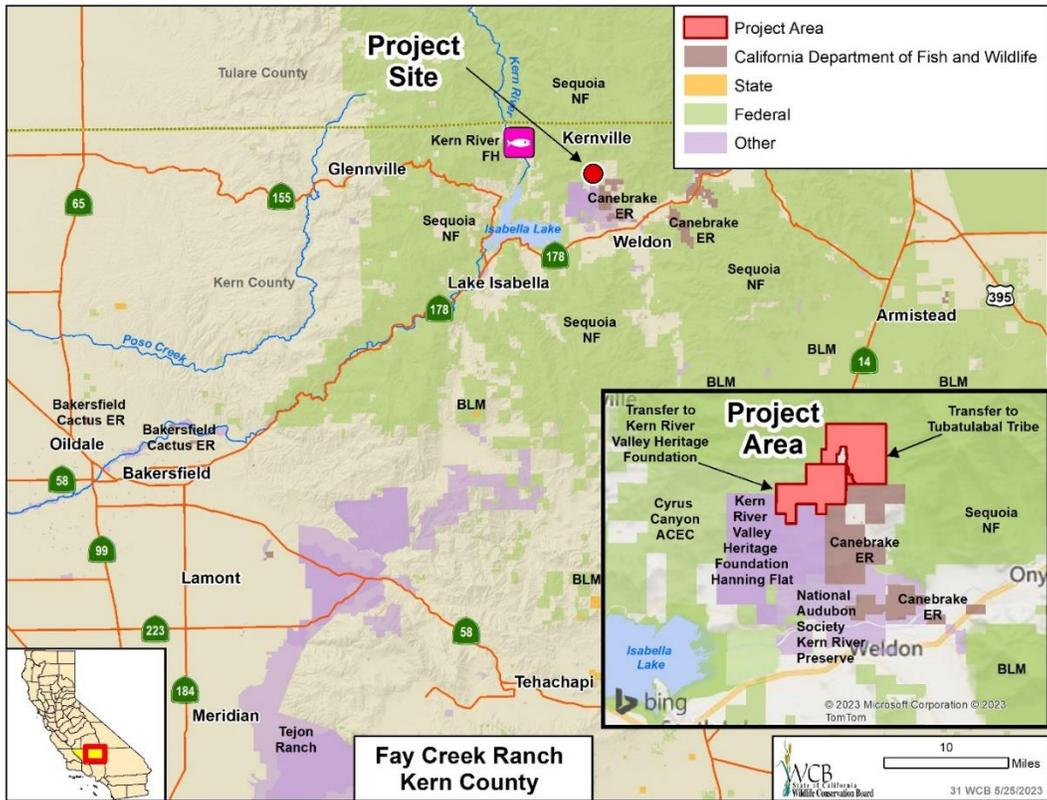 Project
Site
Tulare County
Kern River
Sequoia
NF
Kern River
FH
Kernville
Glennville
65
155
Sequoia
NF
Isabella Lake
Canebrake
ER
Canebrake
ER
Weldon
178
Kern County
Lake Isabella
Sequoia
NF
178
Sequoia
NF
395
Armistead
Poso Creek
BLM
14
BLM
BLM
Bakersfield
Cactus ER
BLM
Oildale
Bakersfield
Cactus ER
58
Bakersfield
99
Lamont
BLM
223
58
184
Tehachapi
Meridian
Tejon
Ranch
Project Area
California Department of Fish and Wildlife
State
Federal
Other
Transfer to
Kern River
Valley Heritage
Foundation
Project
Area
Transfer to
Tubatulabal Tribe
Cyrus
Canyon
ACEC
Kern
River
Valley
Heritage
Foundation
Hanning Flat
Canebrake
ER
Sequoia
NF
Ony
National
Audubon
Society
Kern River
Preserve
Canebrake
ER
Weldon
Isabella
Lake
BLM
bing
© 2023 Microsoft Corporation © 2023
TomTom
Fay Creek Ranch
Kern County
WCB
State of California
Wildlife Conservation Board
10
Miles
31 WCB 5/25/2023